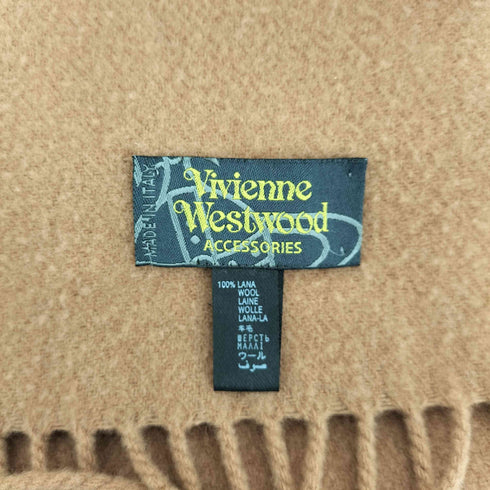 MADE IN ITALY
Vivienne
Westwood
ACCESSORIES
100% LANA
WOOL
LAINE
WOLLE
LANA-LA
羊毛
ШЕРСТЬ
ΜΑΛΛΙ
ウール
صوف